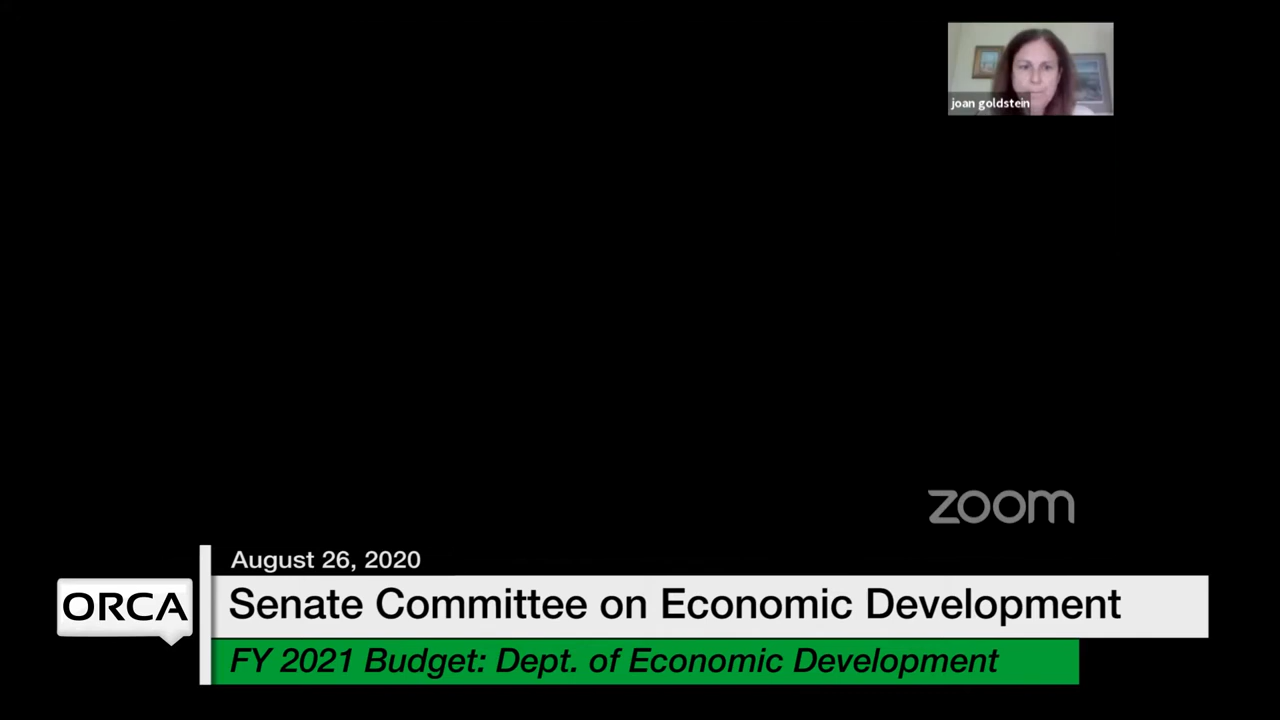 joan goldstein
zoom
August 26, 2020
ORCA
Senate Committee on Economic Development
FY 2021 Budget: Dept. of Economic Development